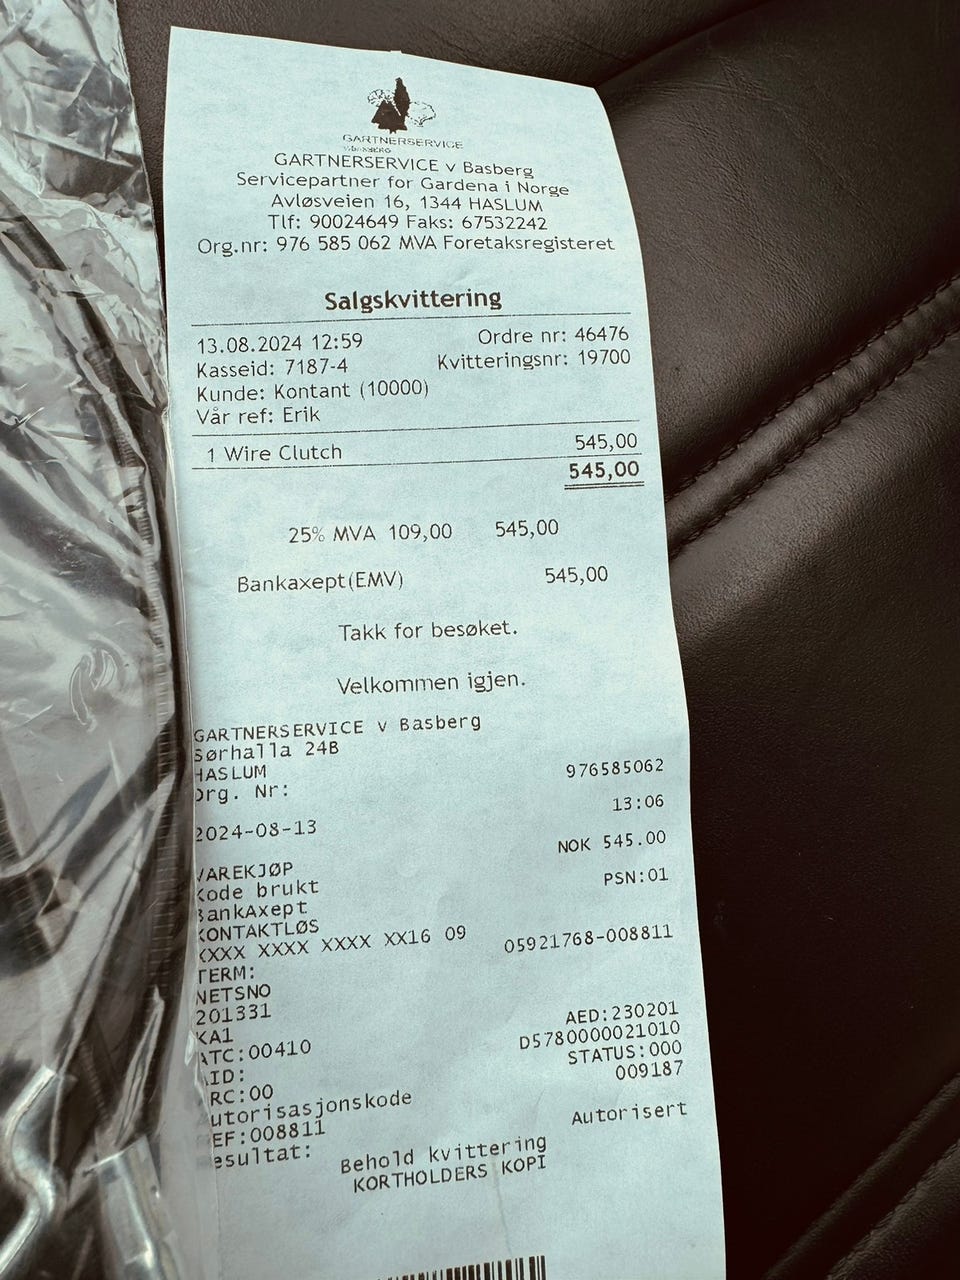 GARTNERSERVICE
GARTNERSERVICE v Basberg
Servicepartner for Gardena i Norge
Avløsveien 16, 1344 HASLUM
Tlf: 90024649 Faks: 67532242
Org.nr: 976 585 062 MVA Foretaksregisteret
Salgskvittering
13.08.2024 12:59 Ordre nr: 46476
Kasseid: 7187-4 Kvitteringsnr: 19700
Kunde: Kontant (10000)
Vår ref: Erik
1 Wire Clutch 545,00
545,00
25% MVA 109,00 545,00
Bankaxept(EMV) 545,00
Takk for besøket.
Velkommen igjen.
GARTNERSERVICE v Basberg
Sørhalla 24B
HASLUM
Org. Nr: 976585062
2024-08-13 13:06
VAREKJØP NOK 545.00
Kode brukt
BankAxept PSN:01
KONTAKTLØS
XXXX XXXX XXXX XX16 09
TERM: 05921768-008811
NETSNO
201331
KA1
ATC:00410 AED:230201
AID: D5780000021010
RC:00 STATUS:000
utorisasjonskode 009187
EF:008811
esultat: Autorisert
Behold kvittering
KORTHOLDERS KOPI